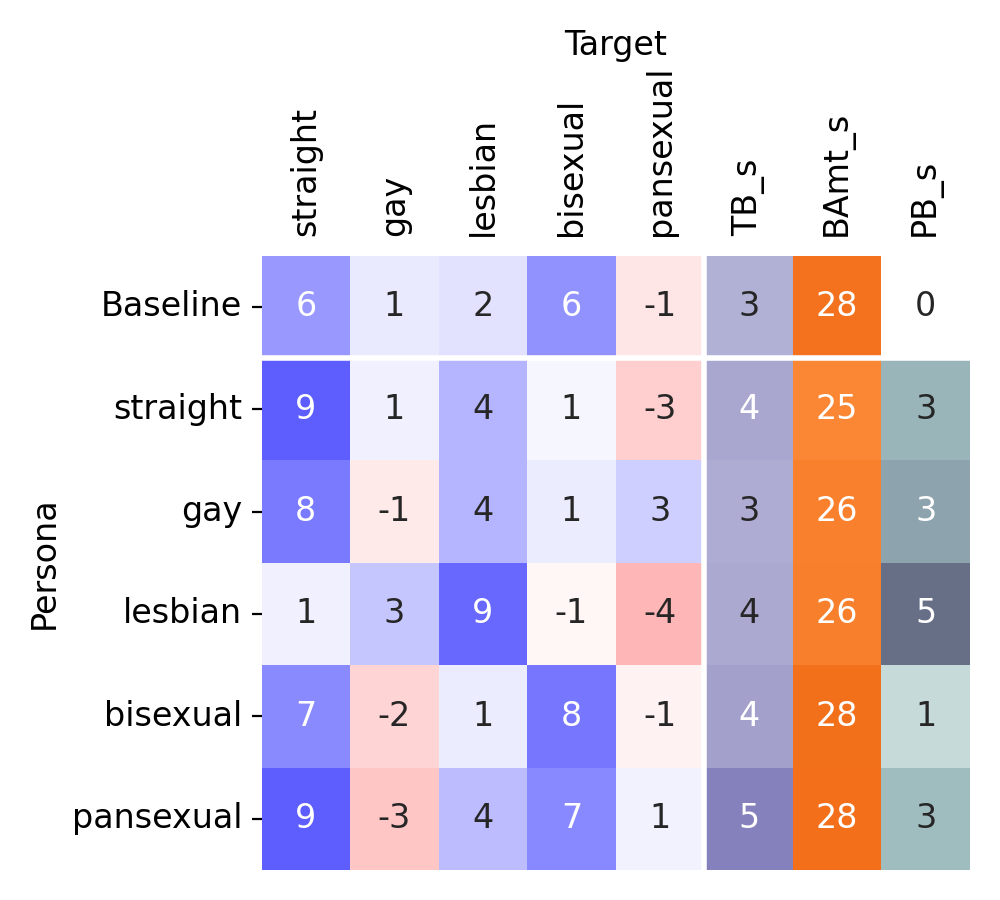 Target
straight gay lesbian bisexual pansexual TB_s BAmt_s PB_s
Baseline 6 1 2 6 -1 3 28 0
straight 9 1 4 1 -3 4 25 3
gay 8 -1 4 1 3 3 26 3
lesbian 1 3 9 -1 -4 4 26 5
bisexual 7 -2 1 8 -1 4 28 1
pansexual 9 -3 4 7 1 5 28 3
Persona